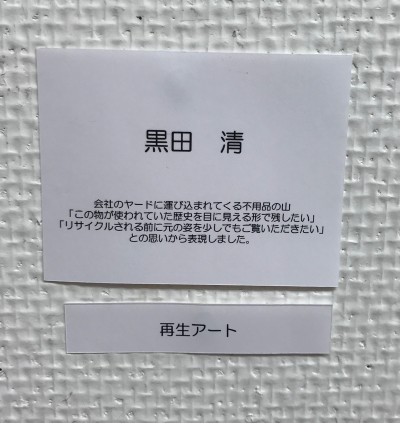 黒田　清
会社のヤードに運び込まれてくる不用品の山
「この物が使われていた歴史を目に見える形で残したい」
「リサイクルされる前に元の姿を少しでもご覧いただきたい」
との思いから表現しました。
再生アート